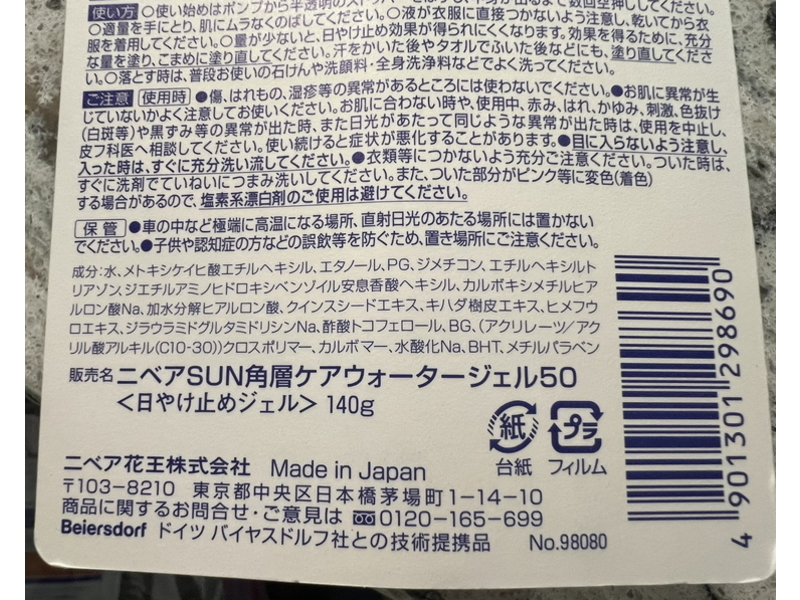 使い方 ○使い始めはポンプから半透明のストッパーをはずし、中身が出るまで数回空押ししてください。
○適量を手にとり、肌にムラなくのばしてください。○液が衣服に直接つかないよう注意し、乾いてから衣
服を着用してください。○量が少ないと、日やけ止め効果が得られにくくなります。効果を得るために、充分
な量を塗り、こまめに塗り直してください。汗をかいた後やタオルでふいた後などにも、塗り直してくださ
い。○落とす時は、普段お使いの石けんや洗顔料・全身洗浄料などでよく洗ってください。
ご注意 使用時 ●傷、はれもの、湿疹等の異常があるところには使わないでください。●お肌に異常が生
じていないかよく注意してお使いください。お肌に合わない時や、使用中、赤み、はれ、かゆみ、刺激、色抜け
(白斑等)や黒ずみ等の異常が出た時、また日光があたって同じような異常が出た時は、使用を中止し、
皮フ科医へ相談してください。使い続けると症状が悪化することがあります。●目に入らないよう注意し、
入った時は、すぐに充分洗い流してください。●衣類等につかないよう充分ご注意ください。ついた時は、
すぐに洗剤でていねいにつまみ洗いしてください。また、ついた部分がピンク等に変色(着色)
する場合があるので、塩素系漂白剤のご使用は避けてください。
保管 ●車の中など極端に高温になる場所、直射日光のあたる場所には置かない
でください。●子供や認知症の方などの誤飲等を防ぐため、置き場所にご注意ください。
成分:水、メトキシケイヒ酸エチルヘキシル、エタノール、PG、ジメチコン、エチルヘキシルト
リアゾン、ジエチルアミノヒドロキシベンゾイル安息香酸ヘキシル、カルボキシメチルヒア
ルロン酸Na、加水分解ヒアルロン酸、クインスシードエキス、キハダ樹皮エキス、ヒメフウ
ロエキス、ジラウラミドグルタミドリシンNa、酢酸トコフェロール、BG、(アクリレーツ/アク
リル酸アルキル(C10-30))クロスポリマー、カルボマー、水酸化Na、BHT、メチルパラベン
販売名 ニベアSUN角層ケアウォータージェル50
<日やけ止めジェル> 140g
紙 プラ
台紙 フィルム
ニベア花王株式会社 Made in Japan
〒103-8210 東京都中央区日本橋茅場町1-14-10
商品に関するお問合せ・ご意見は 0120-165-699
Beiersdorf ドイツ バイヤスドルフ社との技術提携品 No.98080
4 901301 298690